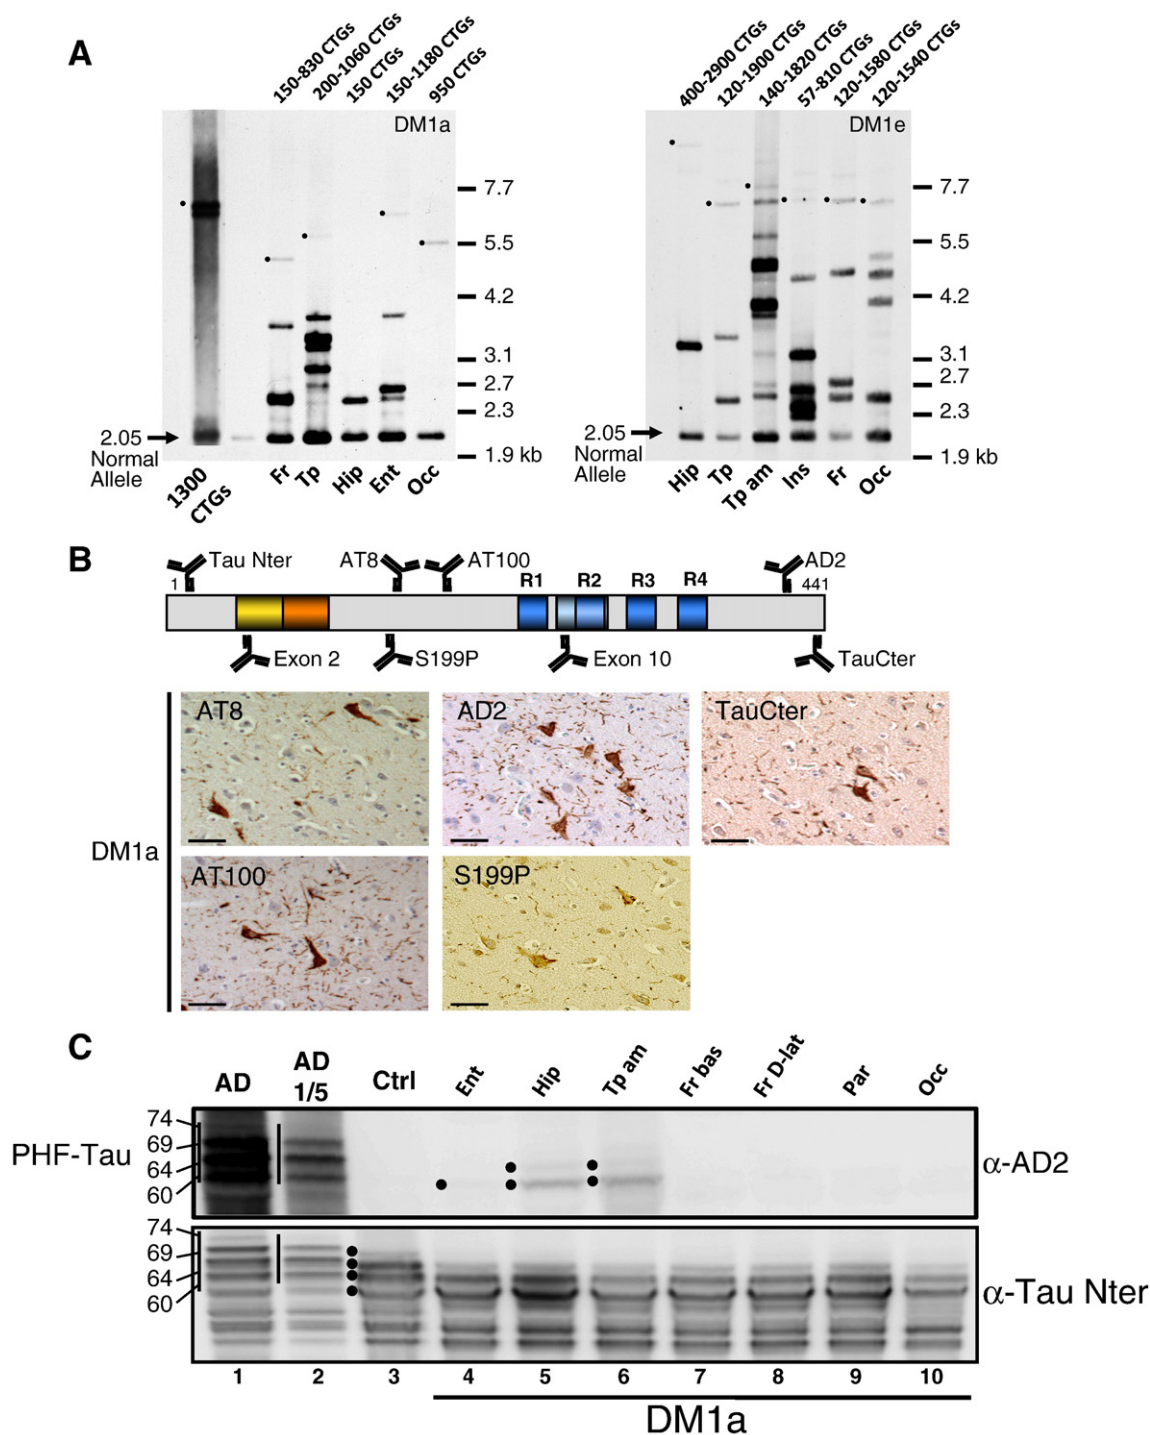 A
150-830 CTGs
200-1060 CTGs
150 CTGs
150-1180 CTGs
950 CTGs
DM1a
7.7
5.5
4.2
3.1
2.7
2.3
1.9 kb
2.05
Normal
Allele
1300
CTGs
Fr
Tp
Hip
Ent
Occ
400-2900 CTGs
120-1900 CTGs
140-1820 CTGs
57-810 CTGs
120-1580 CTGs
120-1540 CTGs
DM1e
7.7
5.5
4.2
3.1
2.7
2.3
1.9 kb
2.05
Normal
Allele
Hip
Tp
Tp am
Ins
Fr
Occ
B
Tau Nter
AT8
AT100
AD2
1
R1
R2
R3
R4
441
Exon 2
S199P
Exon 10
TauCter
DM1a
AT8
AD2
TauCter
AT100
S199P
C
AD
AD
1/5
Ctrl
Ent
Hip
Tp am
Fr bas
Fr D-lat
Par
Occ
PHF-Tau
74
69
64
60
α-AD2
74
69
64
60
α-Tau Nter
1 2 3 4 5 6 7 8 9 10
DM1a